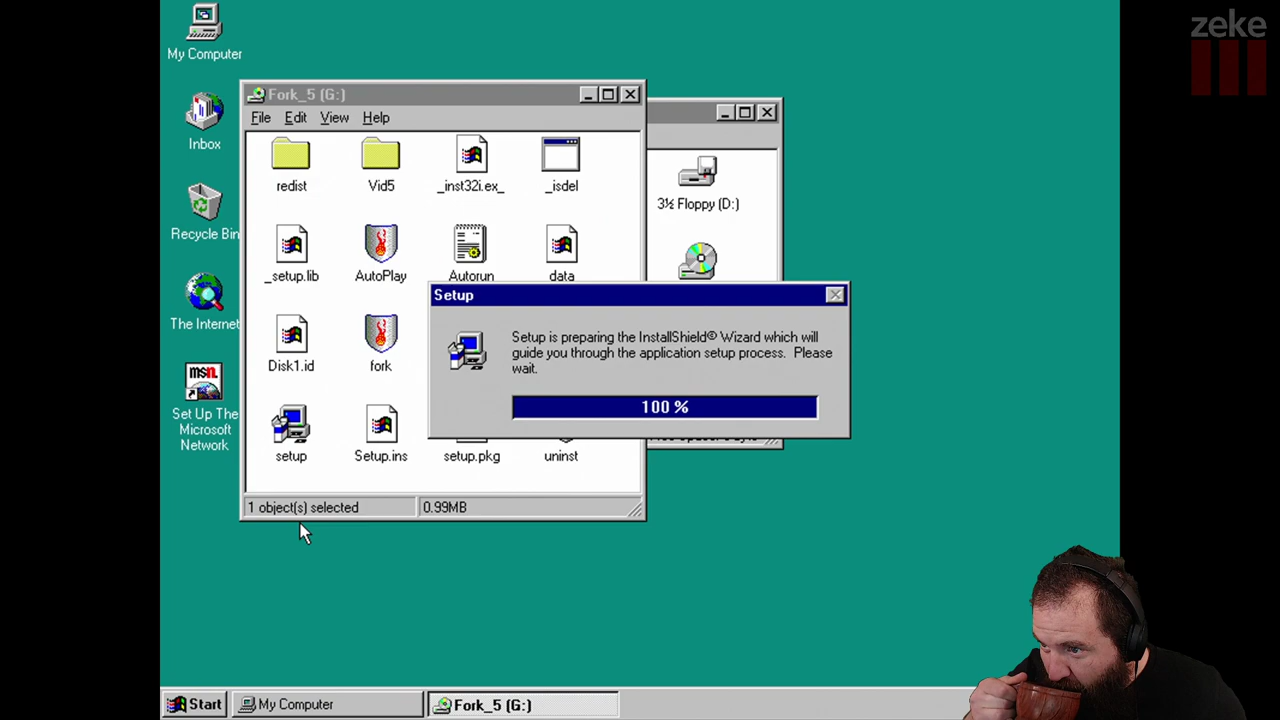 zeke
My Computer
Inbox
Recycle Bin
The Internet
Set Up The
Microsoft
Network
Fork_5 (G:)
File Edit View Help
redist Vid5 _inst32i.ex_ _isdel
_setup.lib AutoPlay Autorun data
Disk1.id fork
setup Setup.ins setup.pkg uninst
1 object(s) selected 0.99MB
3½ Floppy (D:)
Setup
Setup is preparing the InstallShield® Wizard which will
guide you through the application setup process. Please
wait.
100 %
Start My Computer Fork_5 (G:)